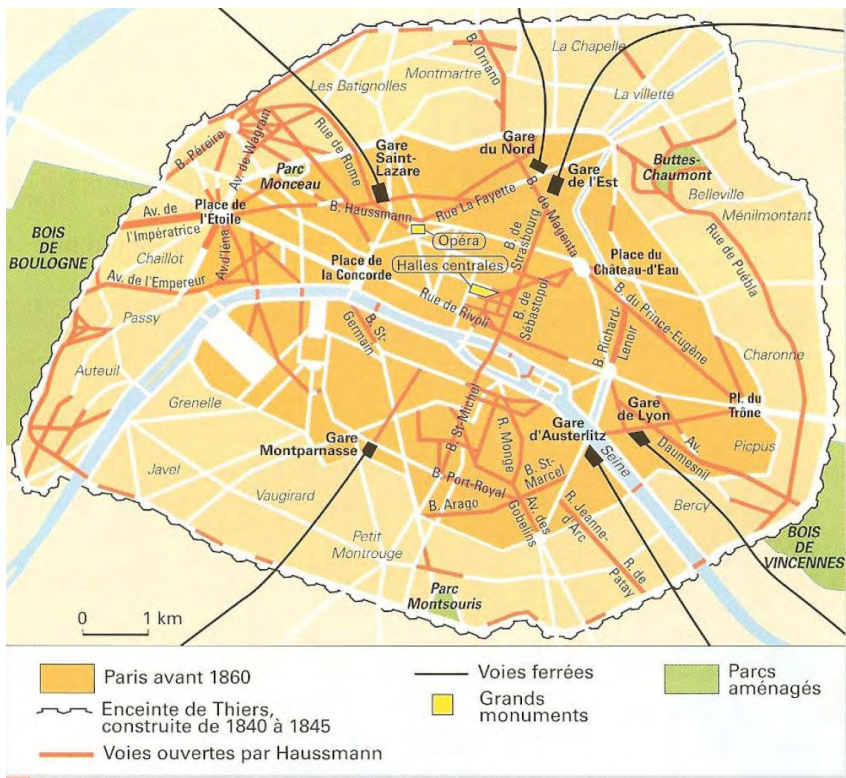 La Chapelle
B. Ornano
Montmartre
Les Batignolles
La villette
B. Péreire
Av. de Wagram
Rue de Rome
Gare
Saint-
Lazare
Gare
du Nord
Gare
de l'Est
Buttes-
Chaumont
Parc
Monceau
Belleville
Ménilmontant
Place de
l'Étoile
B. Haussmann
Rue La Fayette
B. de Magenta
B. de
Strasbourg
Av. de
l'Impératrice
Opéra
BOIS
DE
BOULOGNE
Chaillot
Av. d'Iéna
Place de
la Concorde
Halles centrales
Place du
Château-d'Eau
Rue de Puébla
Av. de l'Empereur
Rue de Rivoli
B. de
Sébastopol
B. du Prince-Eugène
Passy
B. St-
Germain
B. Richard-
Lenoir
Charonne
Auteuil
Grenelle
B. St-Michel
Gare
de Lyon
Pl. du
Trône
Gare
Montparnasse
R. Monge
Gare
d'Austerlitz
Seine
Av.
Daumesnil
Picpus
Javel
B. Port-Royal
B. St-
Marcel
Vaugirard
B. Arago
Av. des
Gobelins
R. Jeanne-
d'Arc
Bercy
Petit
Montrouge
R. de
Patay
BOIS
DE
VINCENNES
Parc
Montsouris
0 1 km
Paris avant 1860
Enceinte de Thiers,
construite de 1840 à 1845
Voies ouvertes par Haussmann
Voies ferrées
Grands
monuments
Parcs
aménagés